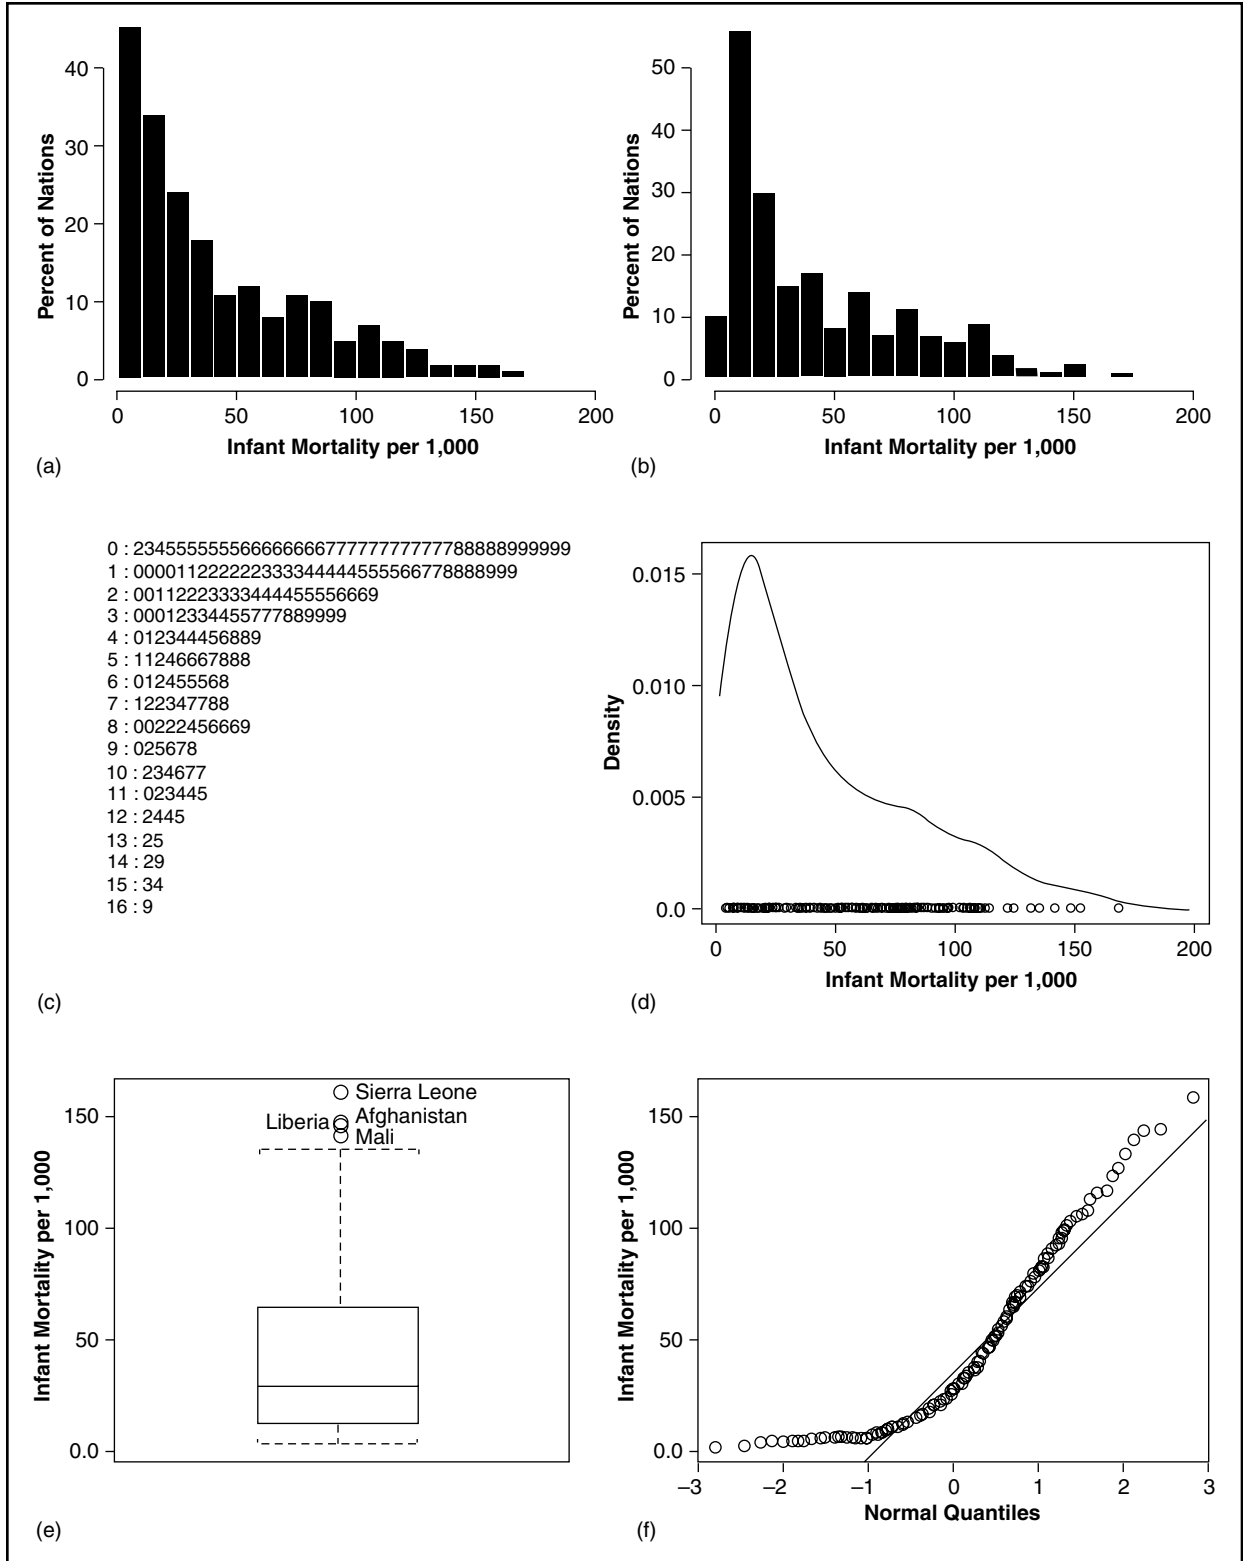 40
30
20
10
0
Percent of Nations
0 50 100 150 200
Infant Mortality per 1,000
(a)
50
40
30
20
10
0
Percent of Nations
0 50 100 150 200
Infant Mortality per 1,000
(b)
0 : 23455555556666666677777777777788888999999
1 : 000011222222333344444555566778888999
2 : 00112223333444455556669
3 : 00012334455777889999
4 : 012344456889
5 : 11246667888
6 : 012455568
7 : 122347788
8 : 00222456669
9 : 025678
10 : 234677
11 : 023445
12 : 2445
13 : 25
14 : 29
15 : 34
16 : 9
(c)
0.015
0.010
0.005
0.0
Density
0 50 100 150 200
Infant Mortality per 1,000
(d)
150
100
50
0.0
Infant Mortality per 1,000
Sierra Leone
Liberia
Afghanistan
Mali
(e)
150
100
50
0.0
Infant Mortality per 1,000
−3 −2 −1 0 1 2 3
Normal Quantiles
(f)